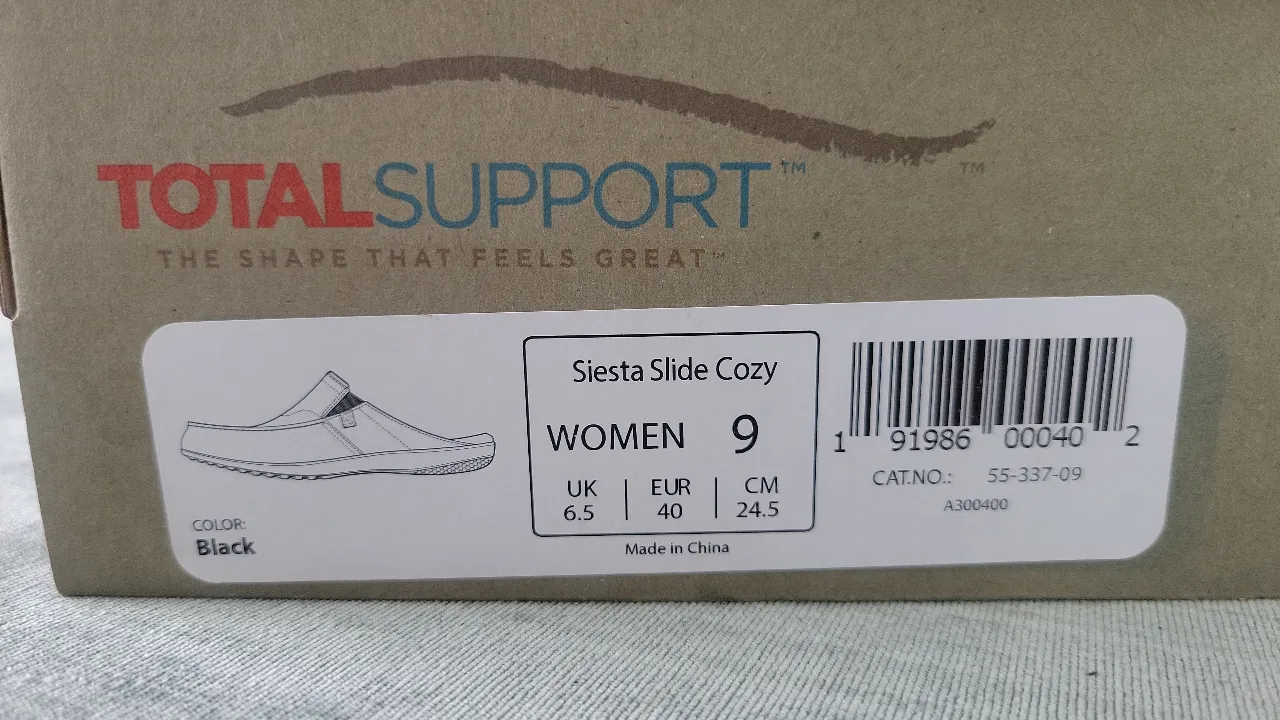 TOTALSUPPORT™
™
THE SHAPE THAT FEELS GREAT™
COLOR:
Black
Siesta Slide Cozy
WOMEN 9
UK | EUR | CM
6.5 | 40 | 24.5
Made in China
1 91986 00040 2
CAT.NO.: 55-337-09
A300400